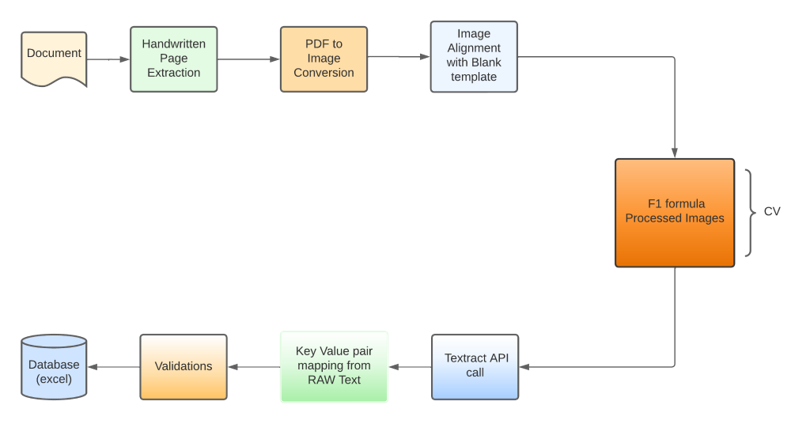 Document
Handwritten
Page
Extraction
PDF to
Image
Conversion
Image
Alignment
with Blank
template
F1 formula
Processed Images
CV
Textract API
call
Key Value pair
mapping from
RAW Text
Validations
Database
(excel)